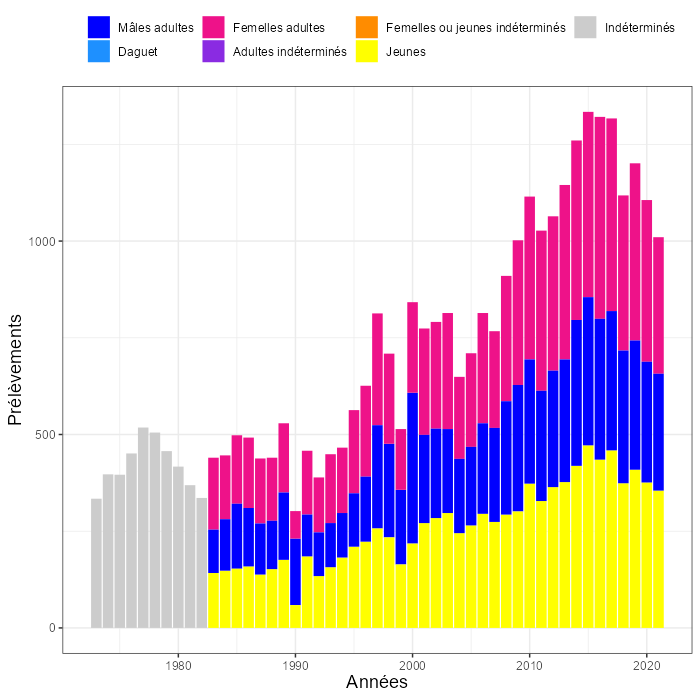 Mâles adultes Femelles adultes Femelles ou jeunes indéterminés Indéterminés
Daguet Adultes indéterminés Jeunes
1000
500
0
Prélèvements
1980 1990 2000 2010 2020
Années